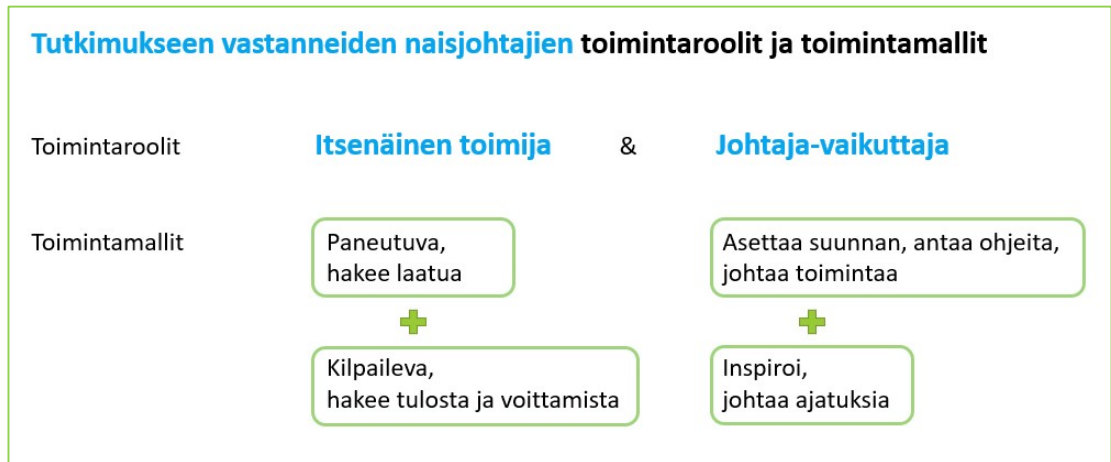 Tutkimukseen vastanneiden naisjohtajien toimintaroolit ja toimintamallit
Toimintaroolit Itsenäinen toimija & Johtaja-vaikuttaja
Toimintamallit
Paneutuva,
hakee laatua
Asettaa suunnan, antaa ohjeita,
johtaa toimintaa
Kilpaileva,
hakee tulosta ja voittamista
Inspiroi,
johtaa ajatuksia